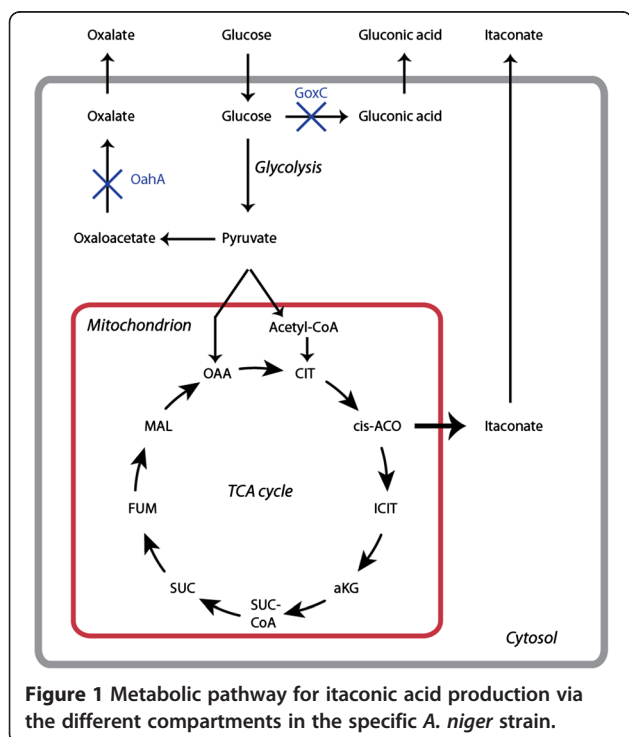 Oxalate
Glucose
Gluconic acid
Itaconate
Oxalate
Glucose
GoxC
Gluconic acid
OahA
Glycolysis
Oxaloacetate
Pyruvate
Mitochondrion
Acetyl-CoA
OAA
CIT
MAL
cis-ACO
Itaconate
TCA cycle
FUM
ICIT
SUC
SUC-
CoA
aKG
Cytosol
Figure 1 Metabolic pathway for itaconic acid production via
the different compartments in the specific A. niger strain.